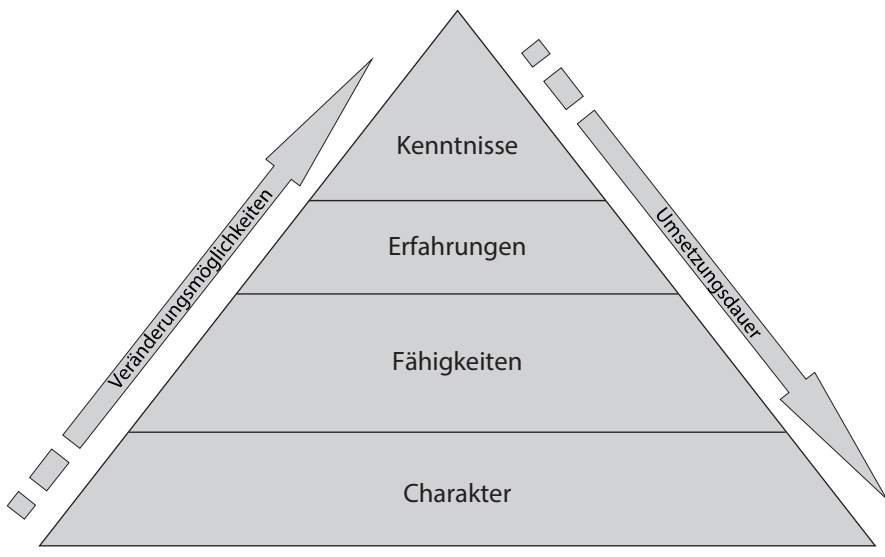 Kenntnisse
Erfahrungen
Fähigkeiten
Charakter
Veränderungsmöglichkeiten
Umsetzungsdauer